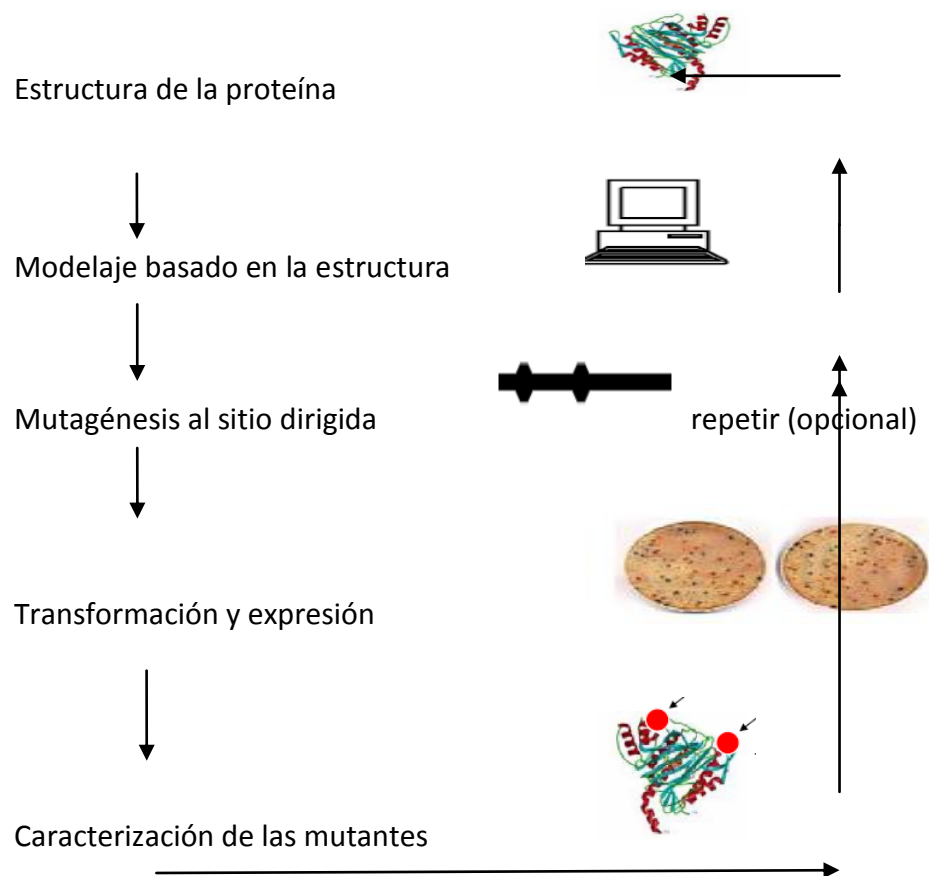 Estructura de la proteína
Modelaje basado en la estructura
Mutagénesis al sitio dirigida
repetir (opcional)
Transformación y expresión
Caracterización de las mutantes